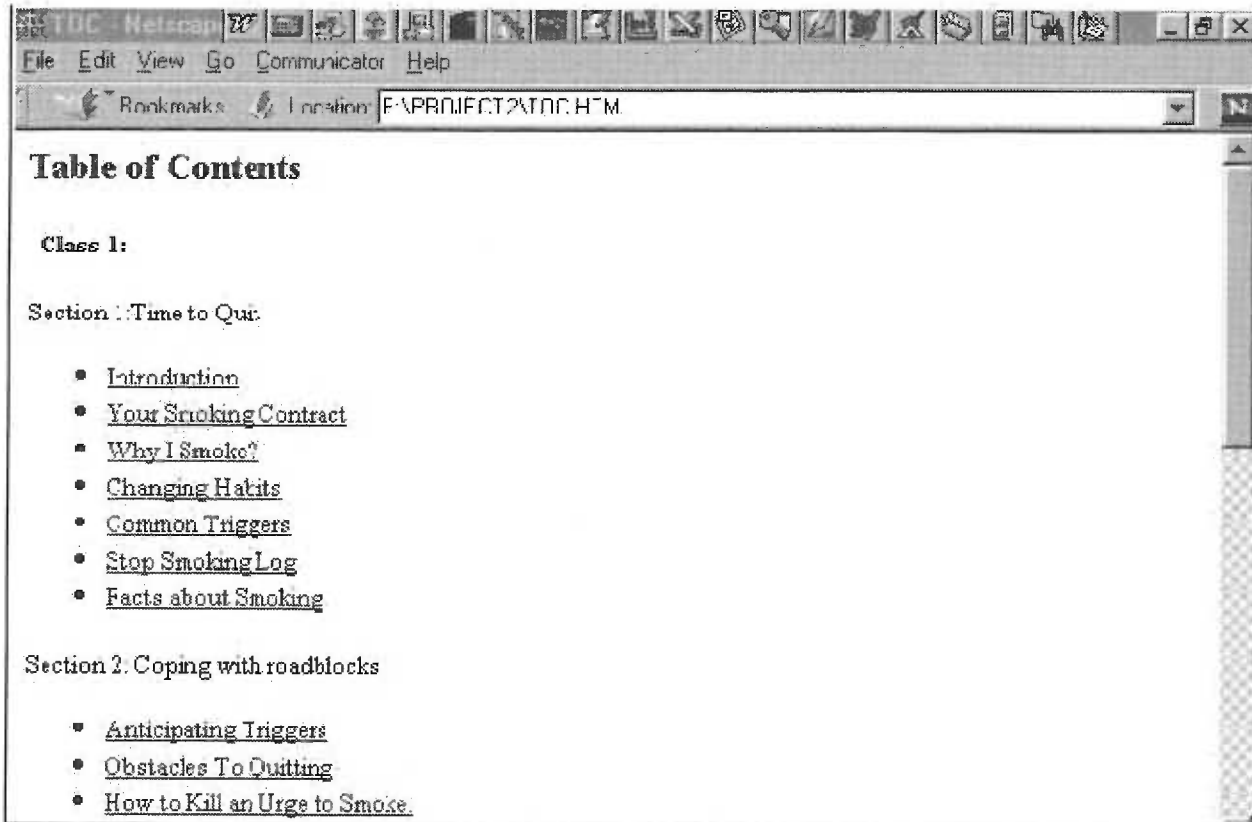 TOC - Netscap
File Edit View Go Communicator Help
Bookmarks Location: F:\PROJECT2\TOC.HTM
N
Table of Contents
Class 1:
Section 1:Time to Quit
• Introduction
• Your Smoking Contract
• Why I Smoke?
• Changing Habits
• Common Triggers
• Stop Smoking Log
• Facts about Smoking
Section 2: Coping with roadblocks
• Anticipating Triggers
• Obstacles To Quitting
• How to Kill an Urge to Smoke.